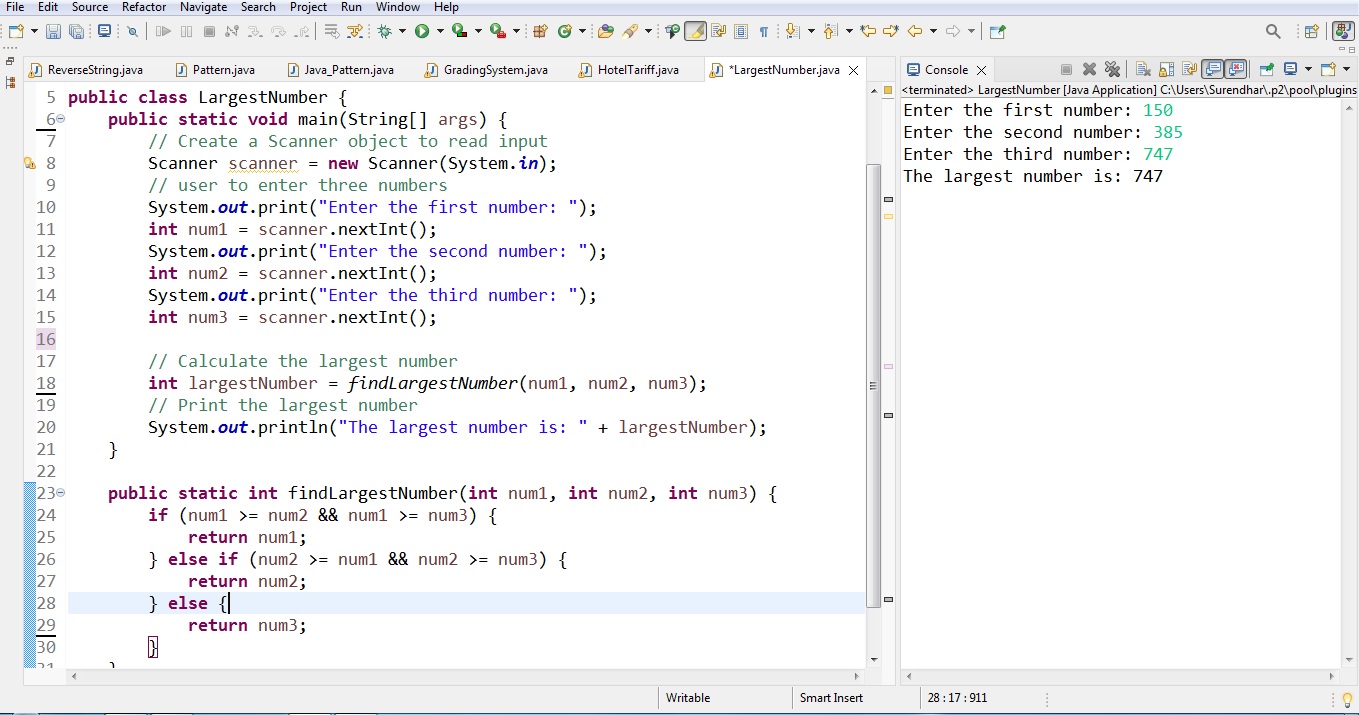 File Edit Source Refactor Navigate Search Project Run Window Help
ReverseString.java Pattern.java Java_Pattern.java GradingSystem.java HotelTariff.java *LargestNumber.java
5 public class LargestNumber {
6 public static void main(String[] args) {
7 // Create a Scanner object to read input
8 Scanner scanner = new Scanner(System.in);
9 // user to enter three numbers
10 System.out.print("Enter the first number: ");
11 int num1 = scanner.nextInt();
12 System.out.print("Enter the second number: ");
13 int num2 = scanner.nextInt();
14 System.out.print("Enter the third number: ");
15 int num3 = scanner.nextInt();
16
17 // Calculate the largest number
18 int largestNumber = findLargestNumber(num1, num2, num3);
19 // Print the largest number
20 System.out.println("The largest number is: " + largestNumber);
21 }
22
23 public static int findLargestNumber(int num1, int num2, int num3) {
24 if (num1 >= num2 && num1 >= num3) {
25 return num1;
26 } else if (num2 >= num1 && num2 >= num3) {
27 return num2;
28 } else {
29 return num3;
30 }
31 }
Console
<terminated> LargestNumber [Java Application] C:\Users\Surendhar\.p2\pool\plugins
Enter the first number: 150
Enter the second number: 385
Enter the third number: 747
The largest number is: 747
Writable Smart Insert 28 : 17 : 911